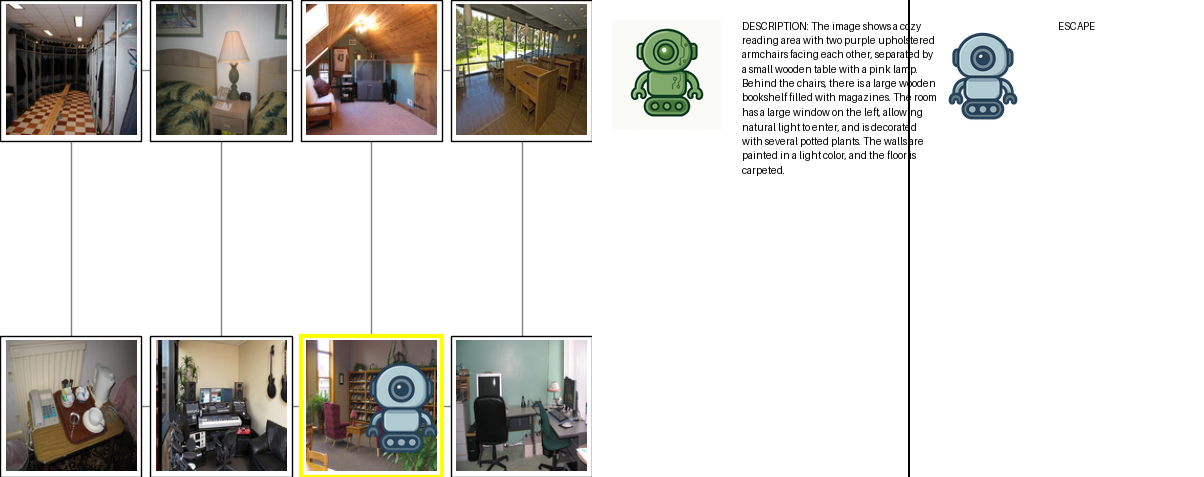 DESCRIPTION: The image shows a cozy
reading area with two purple upholstered
armchairs facing each other, separated by
a small wooden table with a pink lamp.
Behind the chairs, there is a large wooden
bookshelf filled with magazines. The room
has a large window on the left, allowing
natural light to enter, and is decorated
with several potted plants. The walls are
painted in a light color, and the floor is
carpeted.
ESCAPE